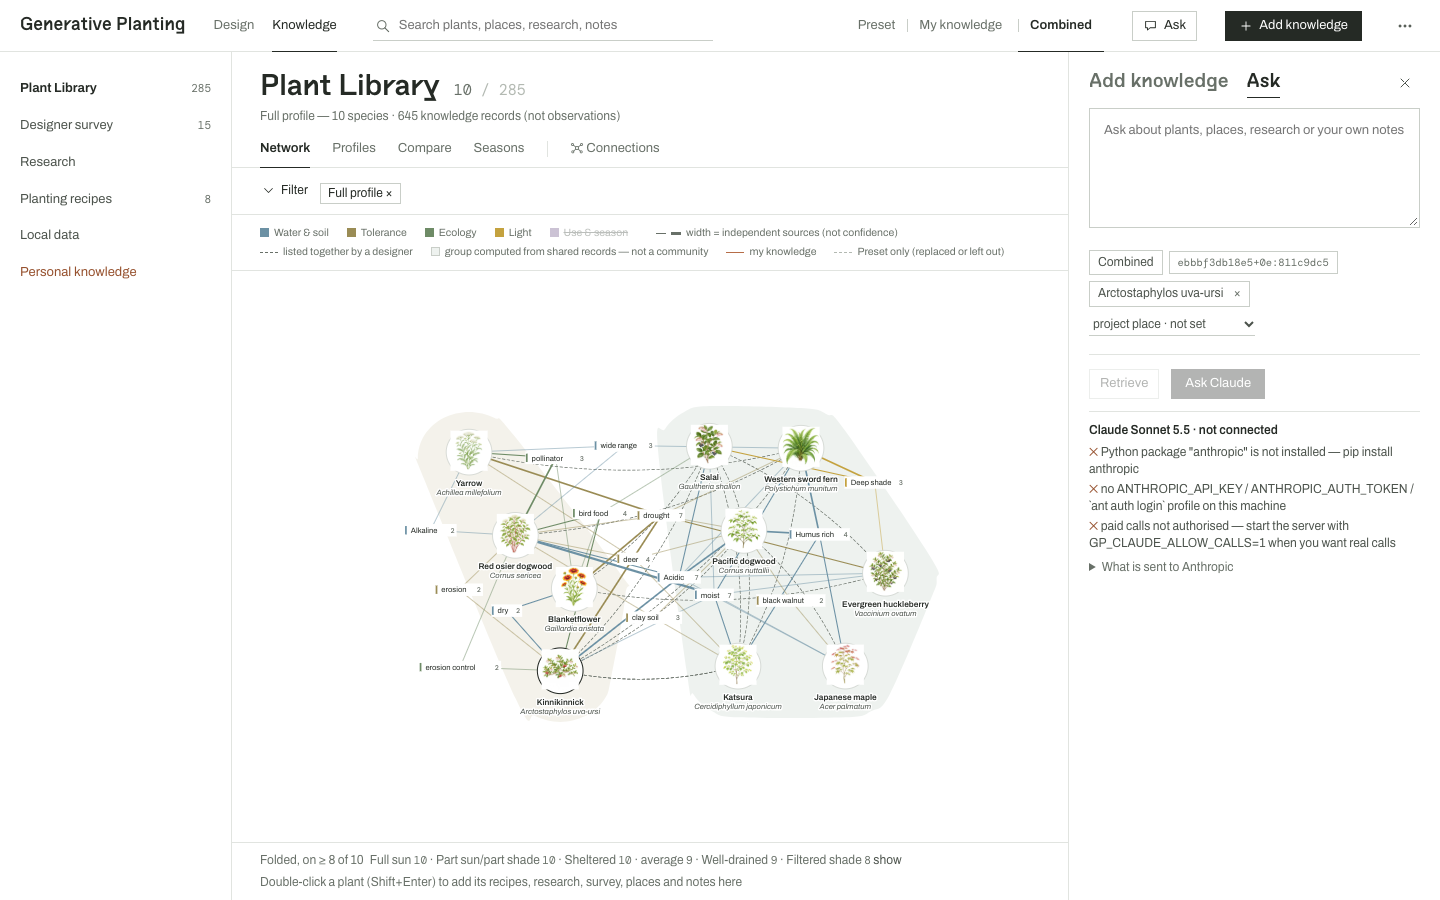 Generative Planting
Design
Knowledge
Search plants, places, research, notes
Preset
My knowledge
Combined
Ask
+ Add knowledge
Plant Library 285
Designer survey 15
Research
Planting recipes 8
Local data
Personal knowledge
Plant Library 10 / 285
Full profile — 10 species · 645 knowledge records (not observations)
Network
Profiles
Compare
Seasons
Connections
Filter
Full profile ×
Water & soil
Tolerance
Ecology
Light
Use & season
width = independent sources (not confidence)
listed together by a designer
group computed from shared records — not a community
my knowledge
Preset only (replaced or left out)
wide range 3
pollinator 3
Yarrow
Achillea millefolium
Salal
Gaultheria shallon
Western sword fern
Polystichum munitum
Deep shade 3
bird food 4
drought 7
Alkaline 2
Humus rich 4
Red osier dogwood
Cornus sericea
deer 4
Pacific dogwood
Cornus nuttallii
Acidic 7
erosion 2
moist 7
black walnut 2
Evergreen huckleberry
Vaccinium ovatum
dry 2
Blanketflower
Gaillardia aristata
clay soil 3
erosion control 2
Kinnikinnick
Arctostaphylos uva-ursi
Katsura
Cercidiphyllum japonicum
Japanese maple
Acer palmatum
Folded, on ≥ 8 of 10 Full sun 10 · Part sun/part shade 10 · Sheltered 10 · average 9 · Well-drained 9 · Filtered shade 8 show
Double-click a plant (Shift+Enter) to add its recipes, research, survey, places and notes here
Add knowledge
Ask
Ask about plants, places, research or your own notes
Combined
ebbbf3db18e5+0e:811c9dc5
Arctostaphylos uva-ursi ×
project place · not set
Retrieve
Ask Claude
Claude Sonnet 5.5 · not connected
Python package "anthropic" is not installed — pip install
anthropic
no ANTHROPIC_API_KEY / ANTHROPIC_AUTH_TOKEN /
`ant auth login` profile on this machine
paid calls not authorised — start the server with
GP_CLAUDE_ALLOW_CALLS=1 when you want real calls
What is sent to Anthropic